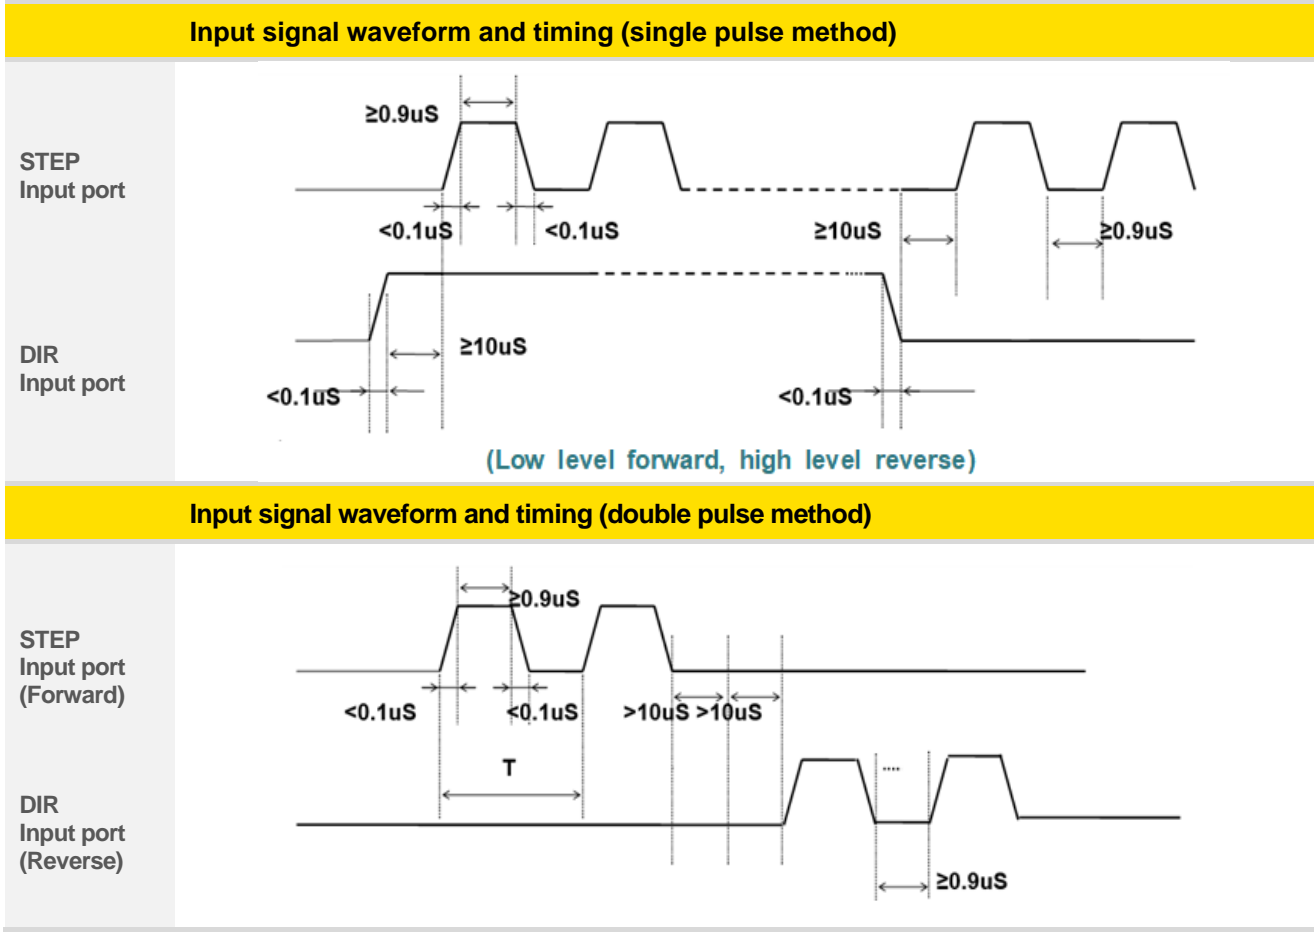 Input signal waveform and timing (single pulse method)
≥0.9uS
STEP
Input port
<0.1uS
<0.1uS
≥10uS
≥0.9uS
DIR
Input port
≥10uS
<0.1uS
<0.1uS
(Low level forward, high level reverse)
Input signal waveform and timing (double pulse method)
≥0.9uS
STEP
Input port
(Forward)
<0.1uS
<0.1uS
>10uS >10uS
T
....
DIR
Input port
(Reverse)
≥0.9uS